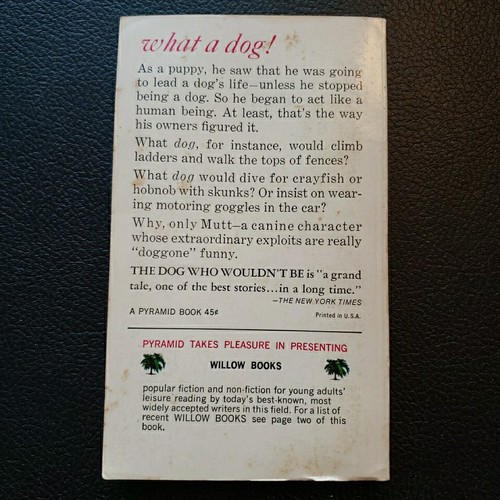 what a dog!
As a puppy, he saw that he was going
to lead a dog's life—unless he stopped
being a dog. So he began to act like a
human being. At least, that's the way
his owners figured it.
What dog, for instance, would climb
ladders and walk the tops of fences?
What dog would dive for crayfish or
hobnob with skunks? Or insist on wear-
ing motoring goggles in the car?
Why, only Mutt—a canine character
whose extraordinary exploits are really
"doggone" funny.
THE DOG WHO WOULDN'T BE is "a grand
tale, one of the best stories...in a long time."
—THE NEW YORK TIMES
A PYRAMID BOOK 45¢ Printed in U.S.A.
PYRAMID TAKES PLEASURE IN PRESENTING
WILLOW BOOKS
popular fiction and non-fiction for young adults'
leisure reading by today's best-known, most
widely accepted writers in this field. For a list of
recent WILLOW BOOKS see page two of this
book.